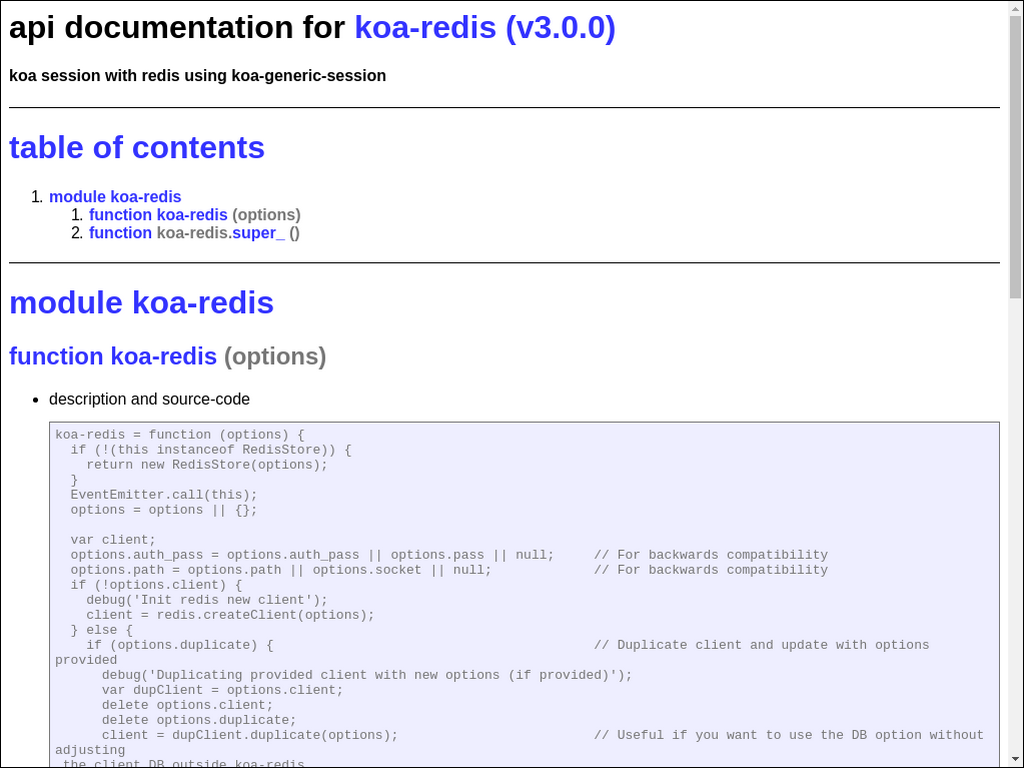 api documentation for koa-redis (v3.0.0)
koa session with redis using koa-generic-session
table of contents
1. module koa-redis
1. function koa-redis (options)
2. function koa-redis.super_ ()
module koa-redis
function koa-redis (options)
• description and source-code
koa-redis = function (options) {
  if (!(this instanceof RedisStore)) {
    return new RedisStore(options);
  }
  EventEmitter.call(this);
  options = options || {};

  var client;
  options.auth_pass = options.auth_pass || options.pass || null;     // For backwards compatibility
  options.path = options.path || options.socket || null;             // For backwards compatibility
  if (!options.client) {
    debug('Init redis new client');
    client = redis.createClient(options);
  } else {
    if (options.duplicate) {                                         // Duplicate client and update with options
provided
      debug('Duplicating provided client with new options (if provided)');
      var dupClient = options.client;
      delete options.client;
      delete options.duplicate;
      client = dupClient.duplicate(options);                         // Useful if you want to use the DB option without
adjusting
 the client DB outside koa-redis